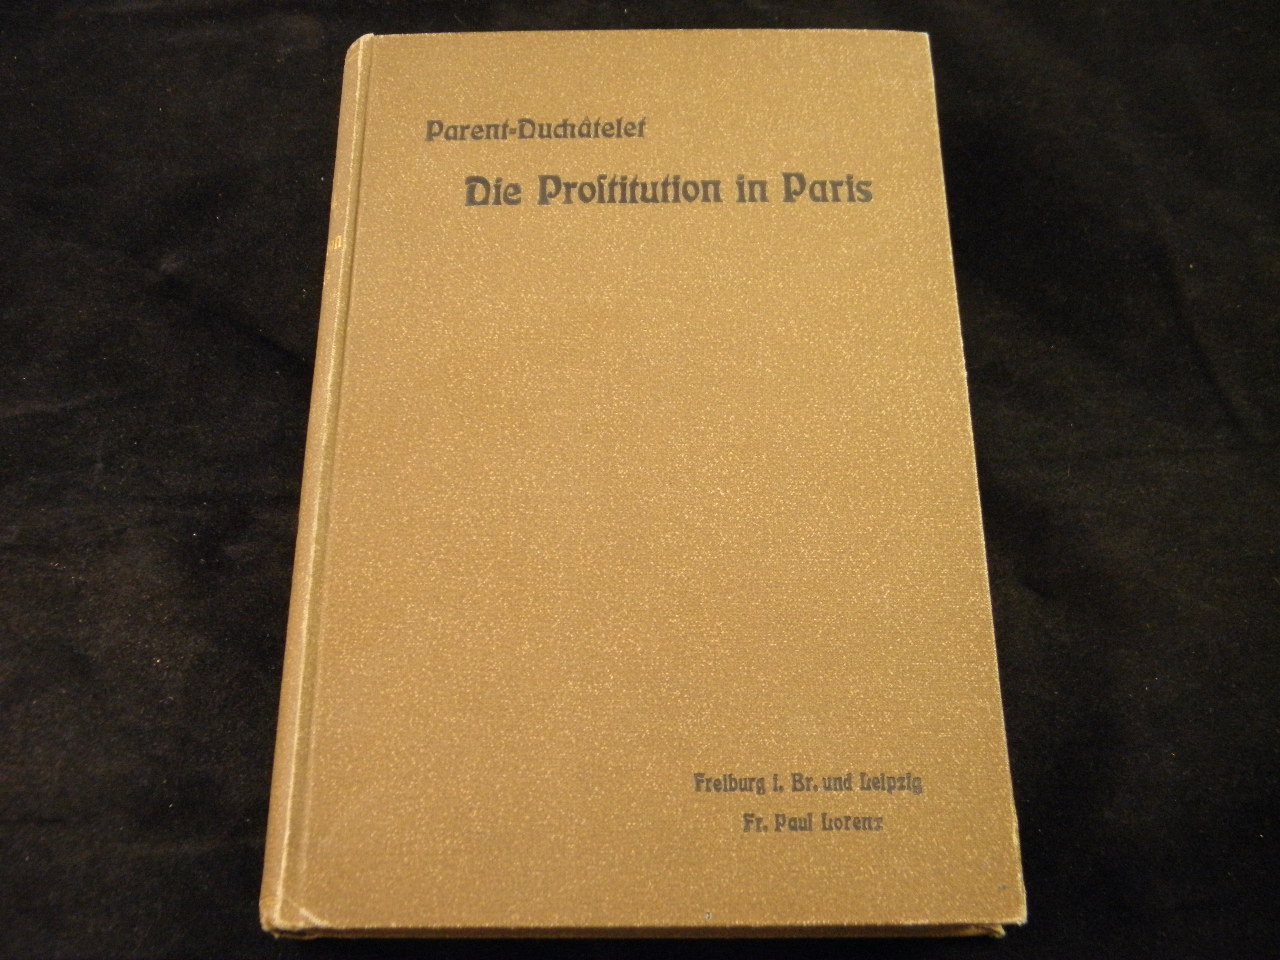 Parent-Duchâtelet
Die Proſtitution in Paris
Freiburg i. Br. und Leipzig
Fr. Paul Lorenz